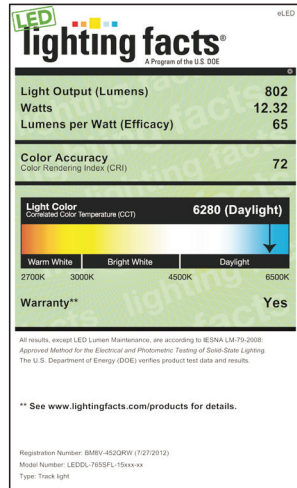 eLED
LED
lighting facts®
A Program of the U.S. DOE
Light Output (Lumens) 802
Watts 12.32
Lumens per Watt (Efficacy) 65
Color Accuracy 72
Color Rendering Index (CRI)
Light Color 6280 (Daylight)
Correlated Color Temperature (CCT)
Warm White Bright White Daylight
2700K 3000K 4500K 6500K
Warranty** Yes
All results, except LED Lumen Maintenance, are according to IESNA LM-79-2008:
Approved Method for the Electrical and Photometric Testing of Solid-State Lighting.
The U.S. Department of Energy (DOE) verifies product test data and results.
** See www.lightingfacts.com/products for details.
Registration Number: BM8V-452QRW (7/27/2012)
Model Number: LEDDL-765SFL-15xxx-xx
Type: Track light